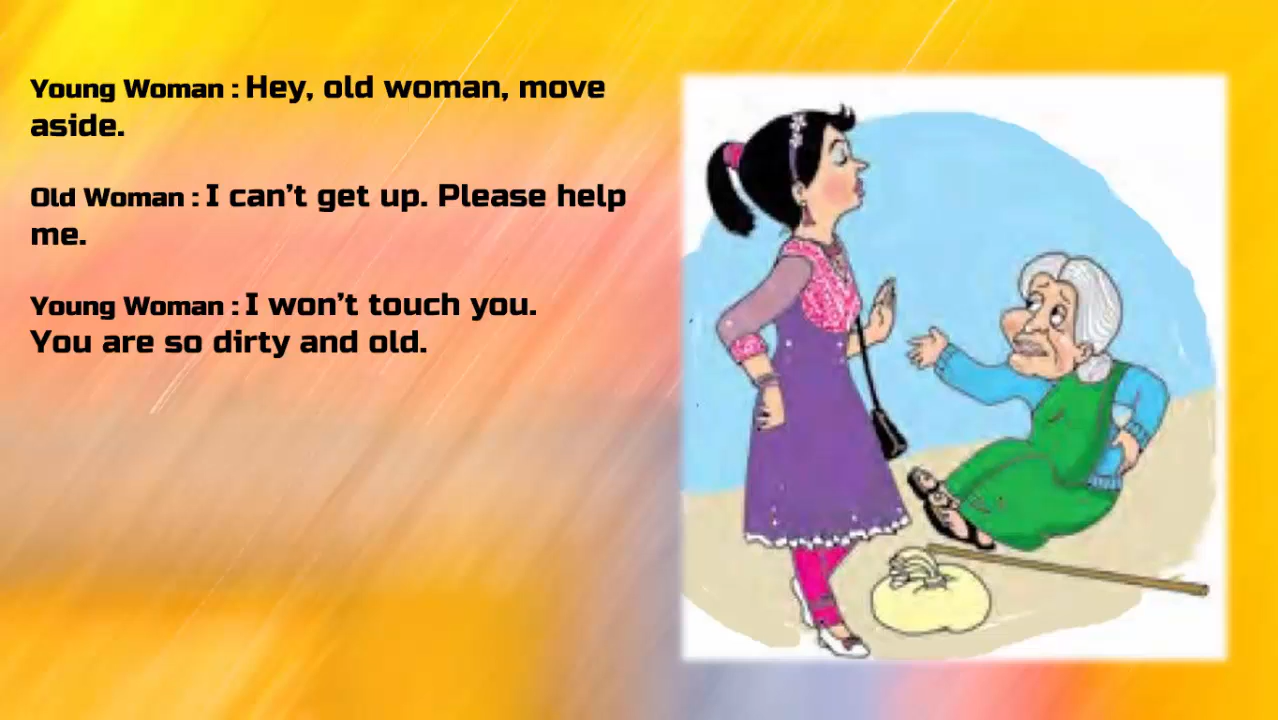 Young Woman : Hey, old woman, move
aside.
Old Woman : I can’t get up. Please help
me.
Young Woman : I won’t touch you.
You are so dirty and old.